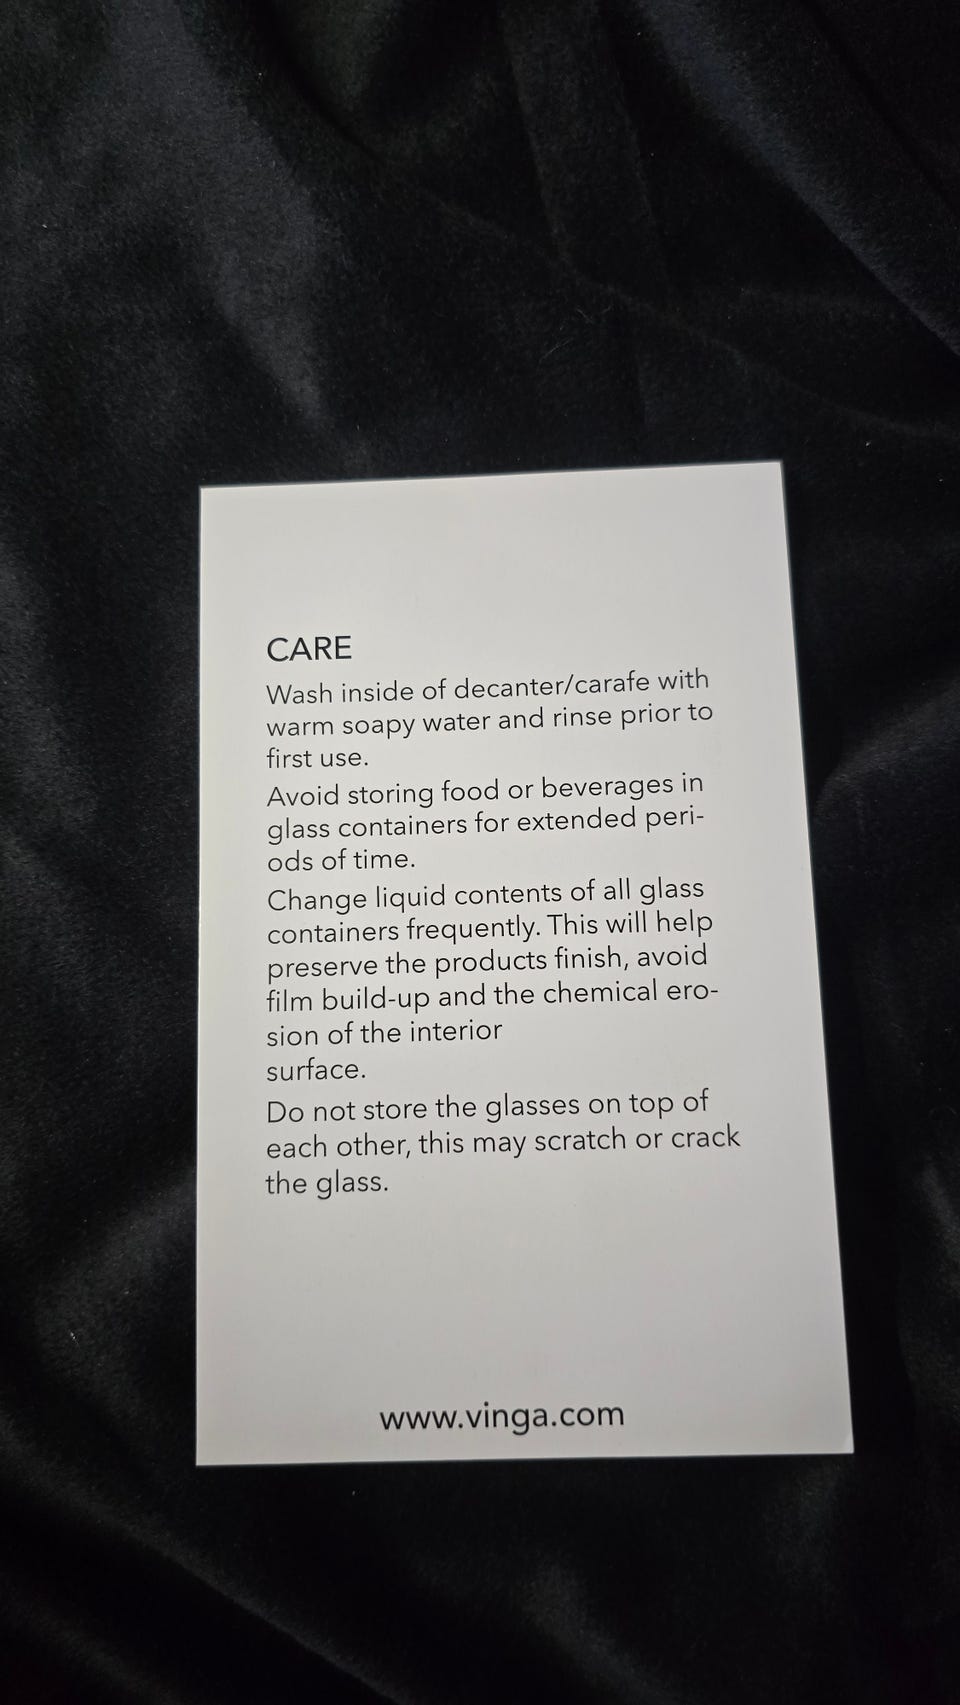 CARE
Wash inside of decanter/carafe with
warm soapy water and rinse prior to
first use.
Avoid storing food or beverages in
glass containers for extended peri-
ods of time.
Change liquid contents of all glass
containers frequently. This will help
preserve the products finish, avoid
film build-up and the chemical ero-
sion of the interior
surface.
Do not store the glasses on top of
each other, this may scratch or crack
the glass.
www.vinga.com